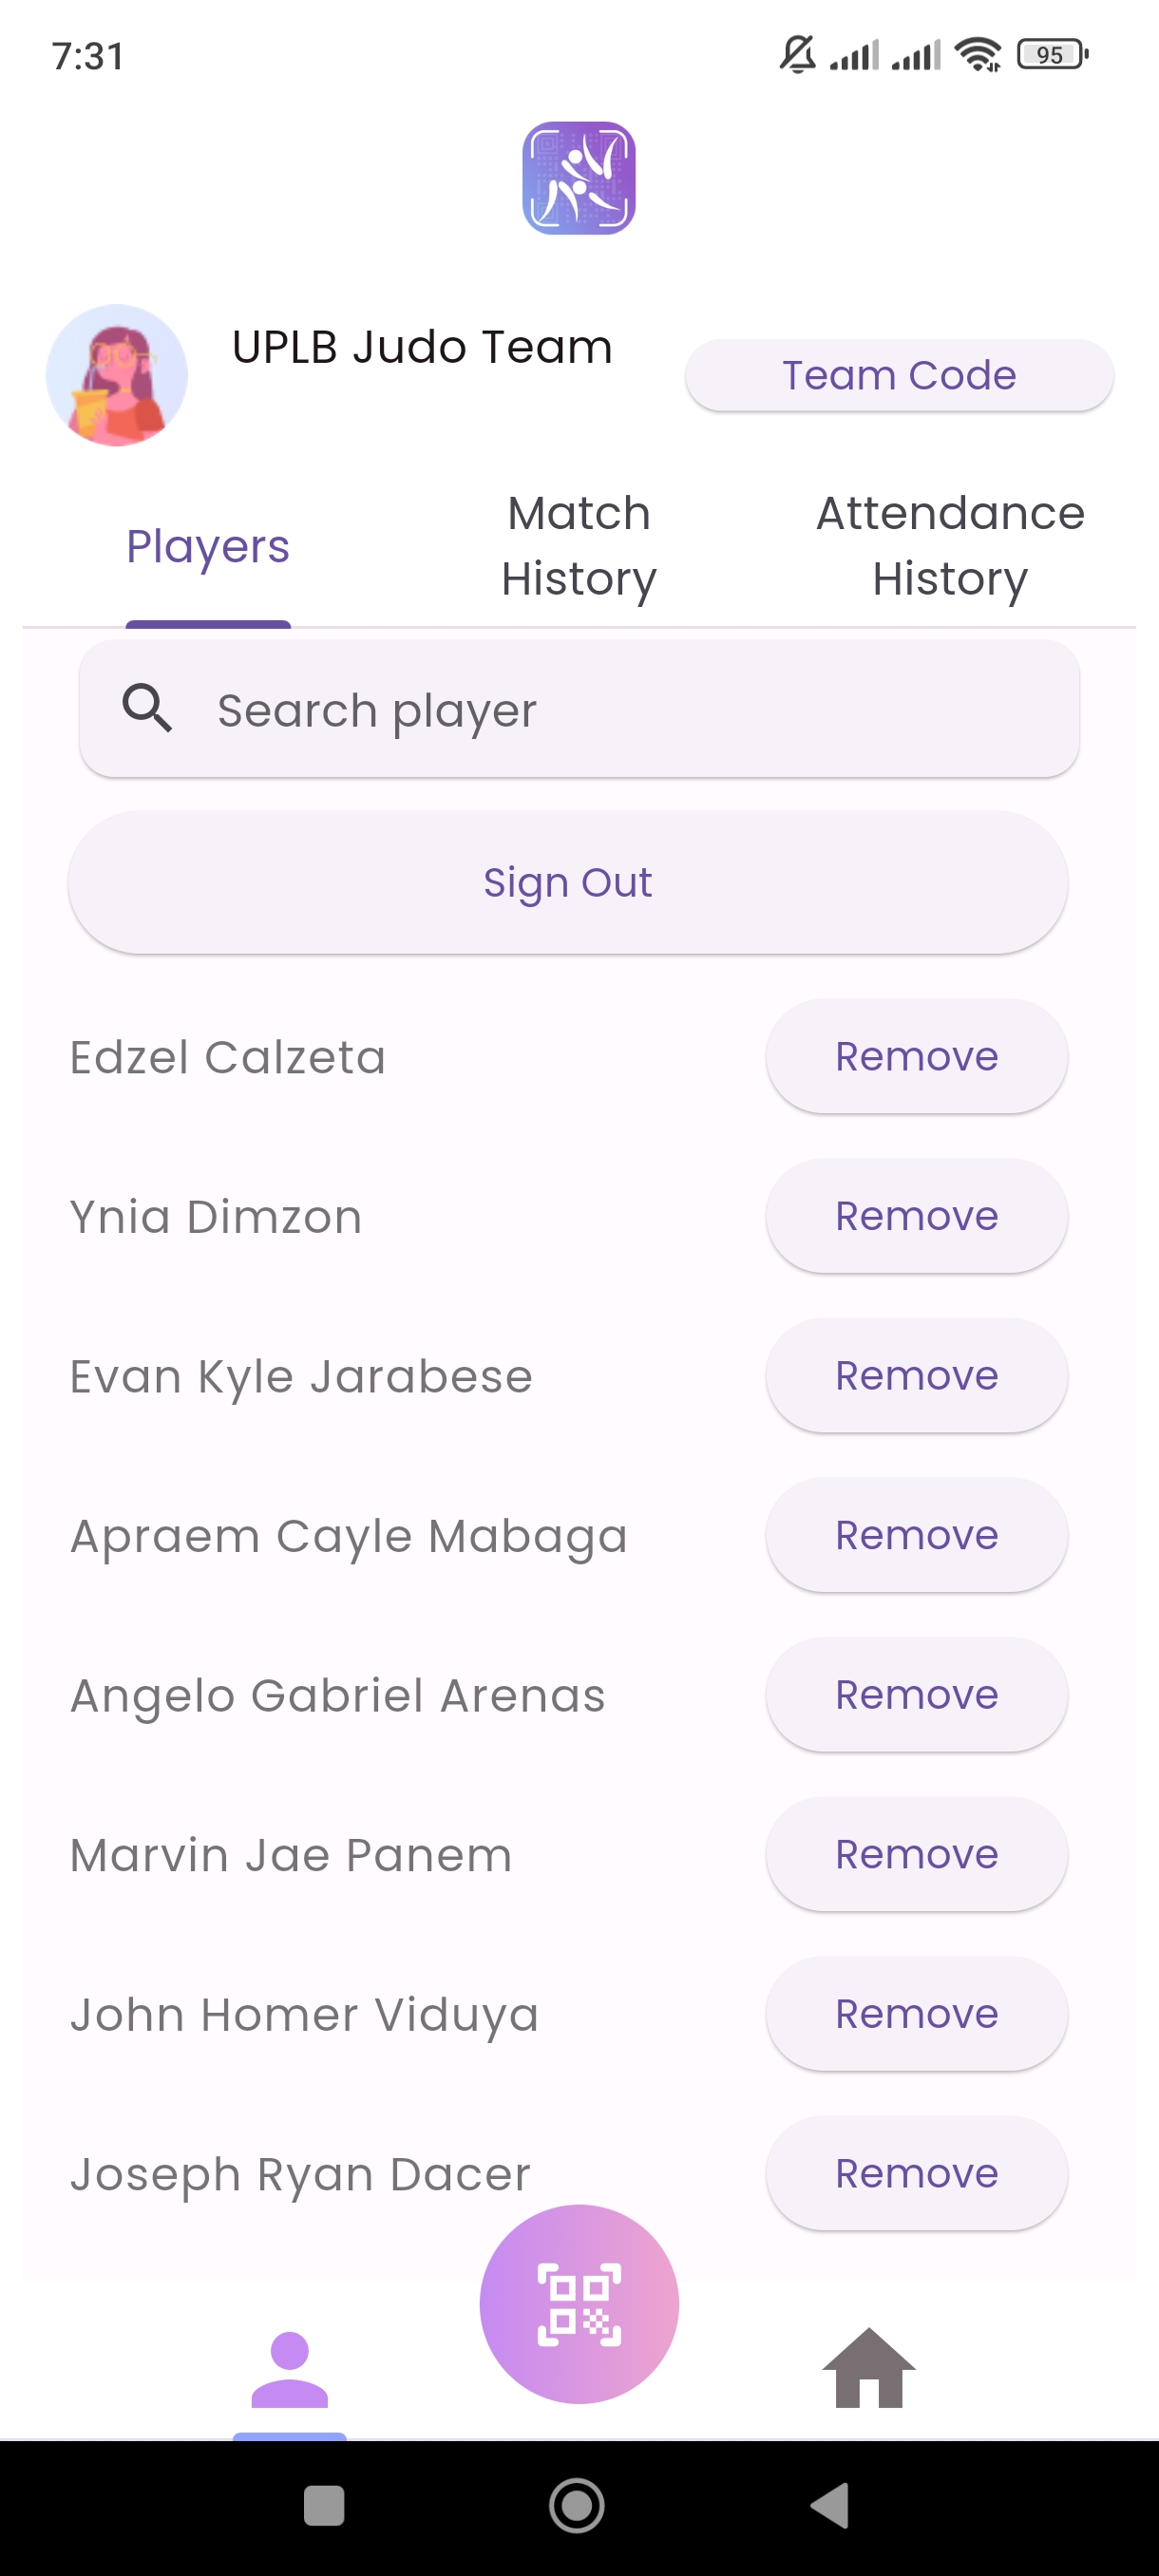 7:31
95
UPLB Judo Team
Team Code
Players
Match
History
Attendance
History
Search player
Sign Out
Edzel Calzeta
Remove
Ynia Dimzon
Remove
Evan Kyle Jarabese
Remove
Apraem Cayle Mabaga
Remove
Angelo Gabriel Arenas
Remove
Marvin Jae Panem
Remove
John Homer Viduya
Remove
Joseph Ryan Dacer
Remove